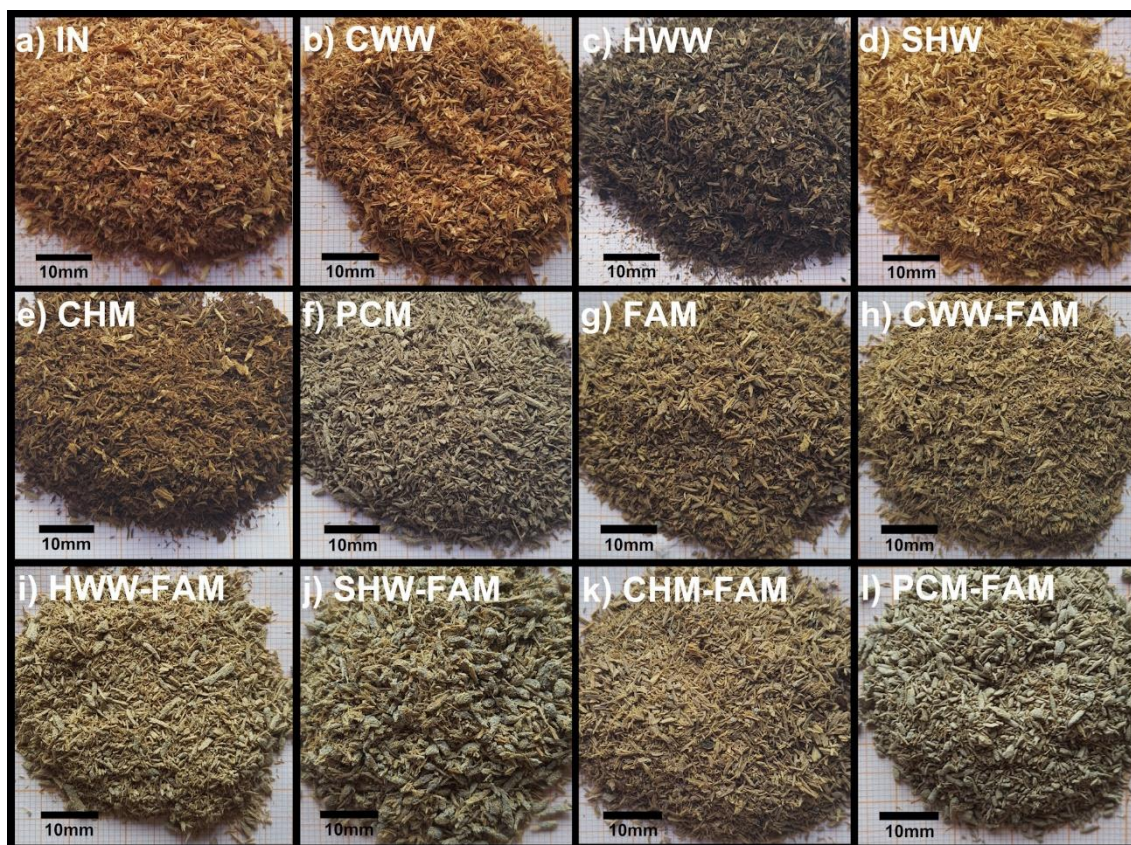 a) IN
b) CWW
c) HWW
d) SHW
10mm
10mm
10mm
10mm
e) CHM
f) PCM
g) FAM
h) CWW-FAM
10mm
10mm
10mm
10mm
i) HWW-FAM
j) SHW-FAM
k) CHM-FAM
l) PCM-FAM
10mm
10mm
10mm
10mm